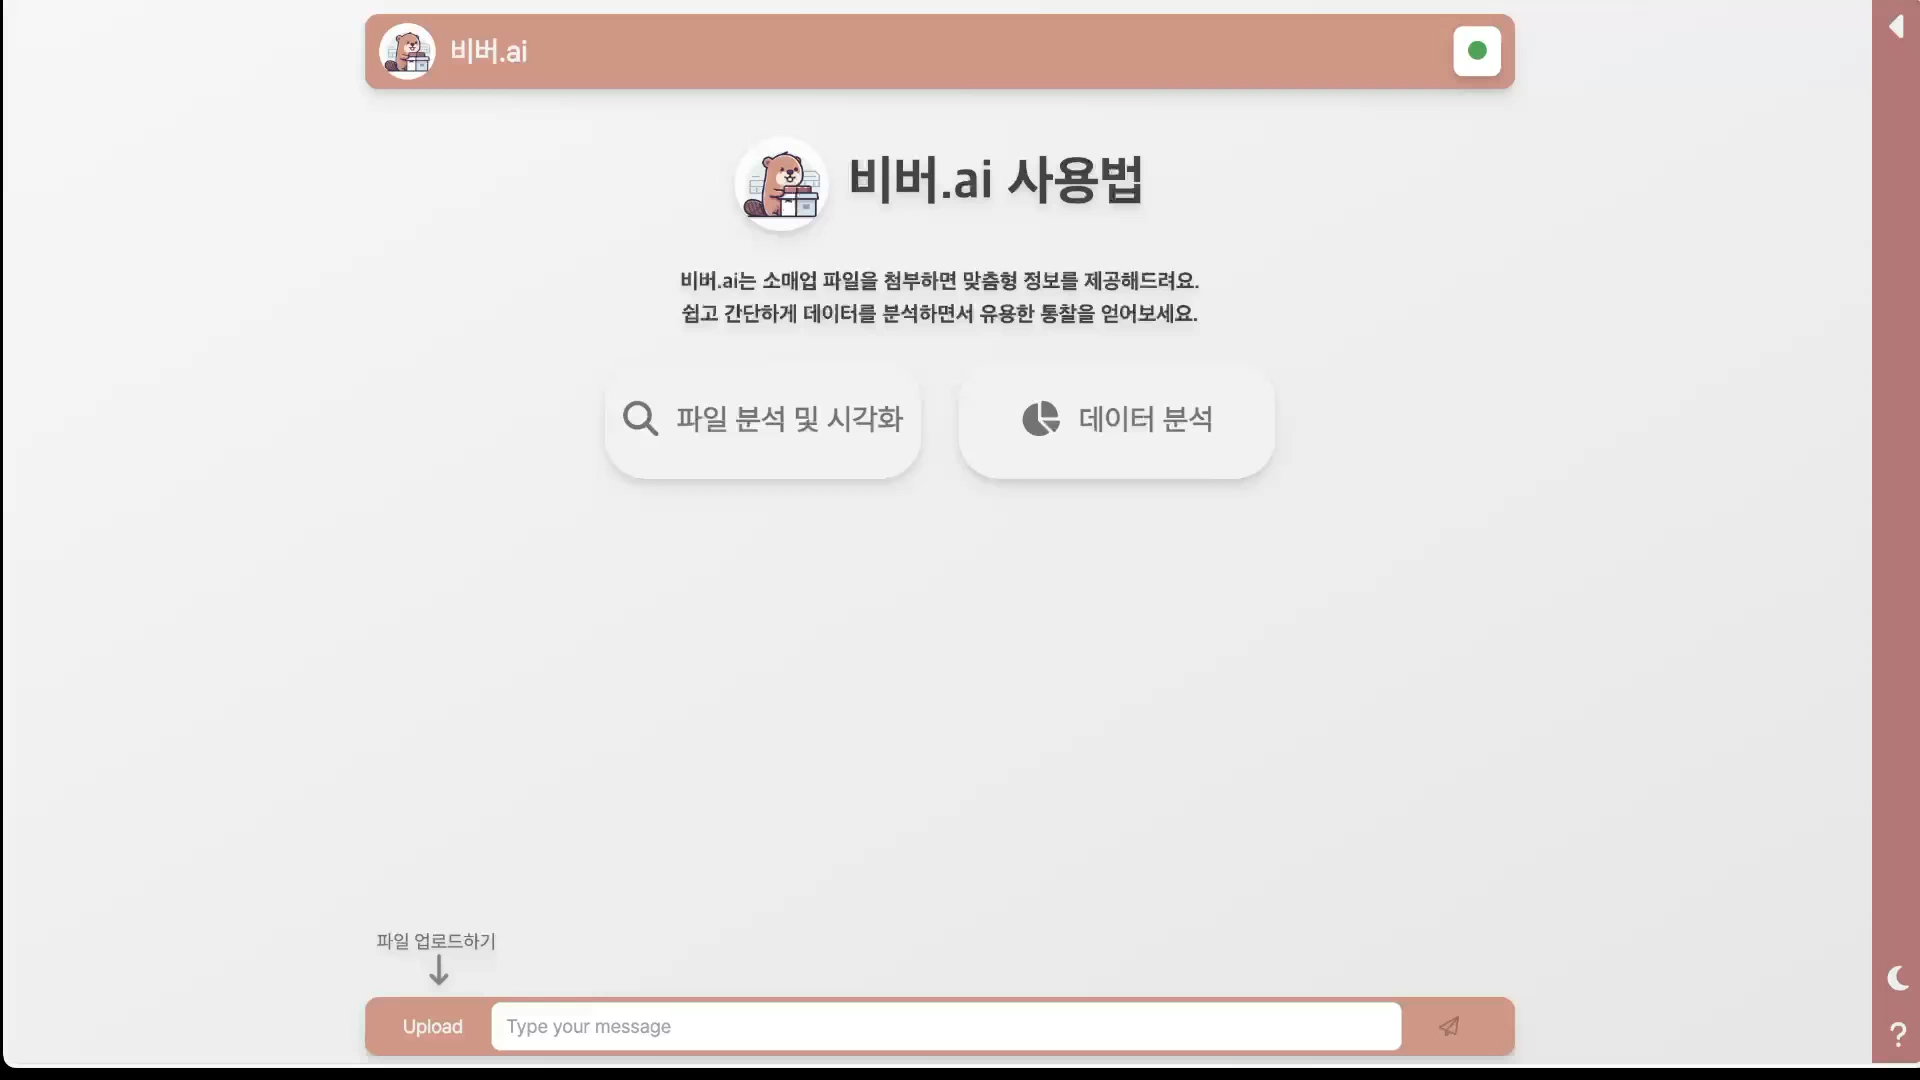 비버.ai
비버.ai 사용법
비버.ai는 소매업 파일을 첨부하면 맞춤형 정보를 제공해드려요.
쉽고 간단하게 데이터를 분석하면서 유용한 통찰을 얻어보세요.
파일 분석 및 시각화
데이터 분석
파일 업로드하기
Upload
Type your message
?